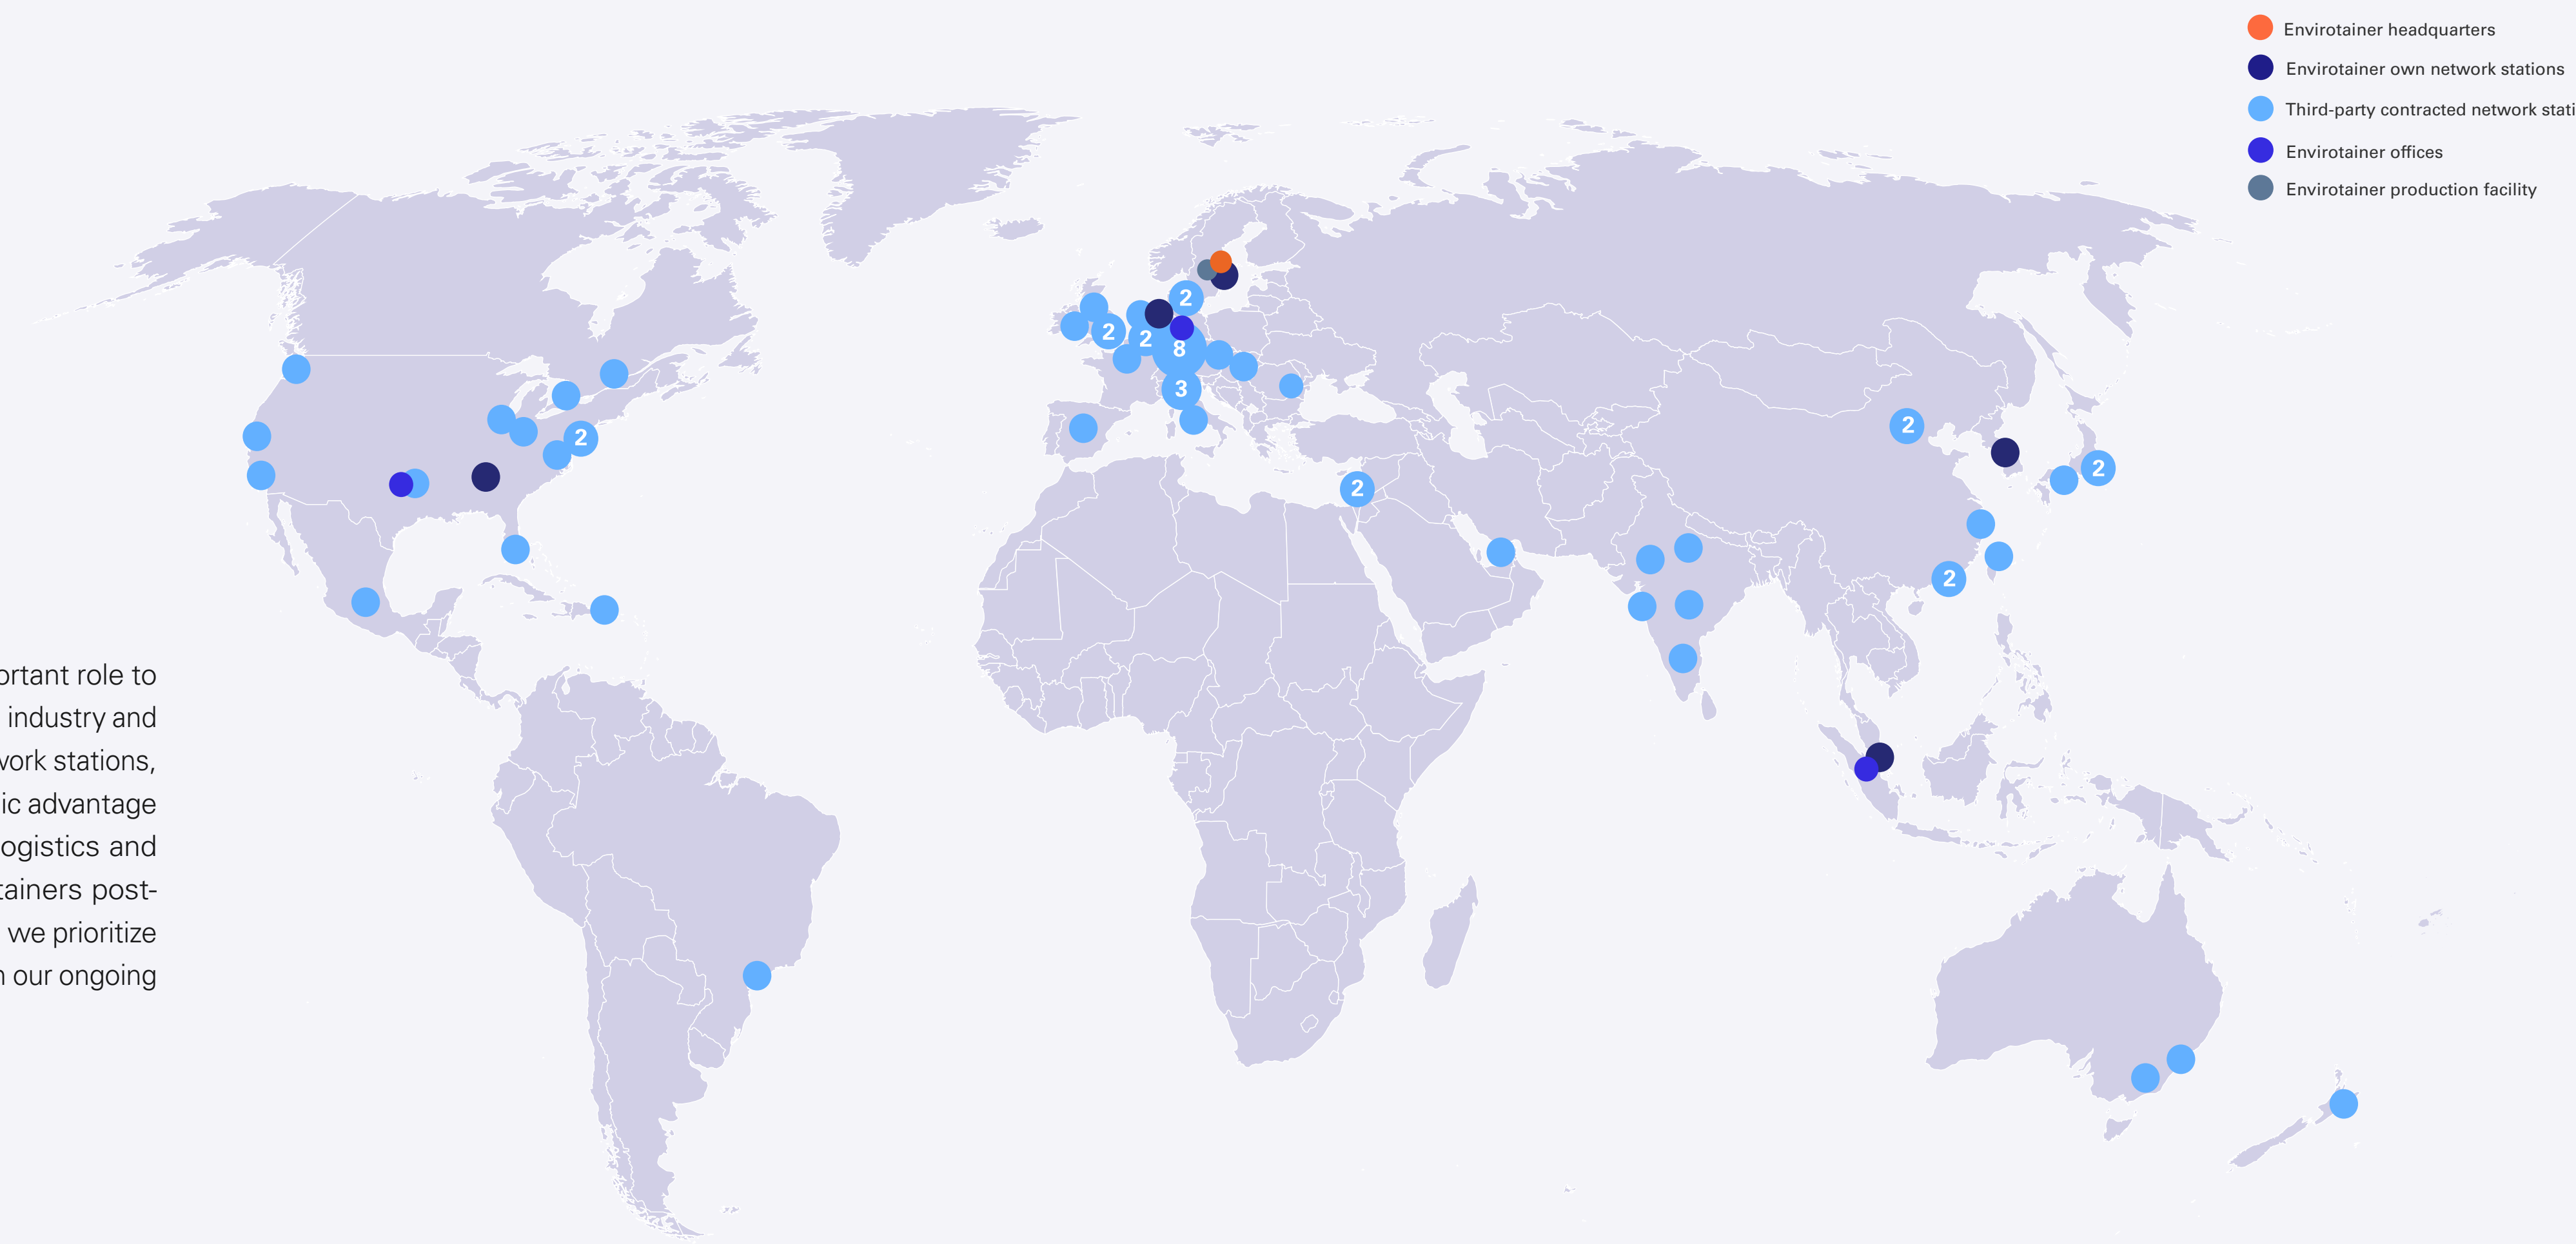 Envirotainer headquarters
Envirotainer own network stations
Third-party contracted network stati
Envirotainer offices
Envirotainer production facility
2
2
2
8
3
2
2
2
2
2
ortant role to
industry and
work stations,
ic advantage
ogistics and
tainers post-
we prioritize
n our ongoing